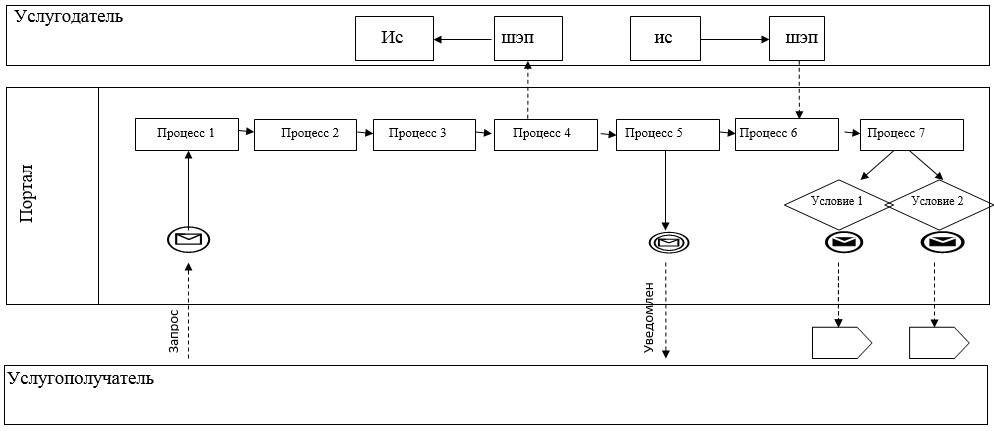 Услугодатель
Ис
шэп
ис
шэп
Портал
Процесс 1
Процесс 2
Процесс 3
Процесс 4
Процесс 5
Процесс 6
Процесс 7
Условие 1
Условие 2
Запрос
Уведомлен
Услугополучатель